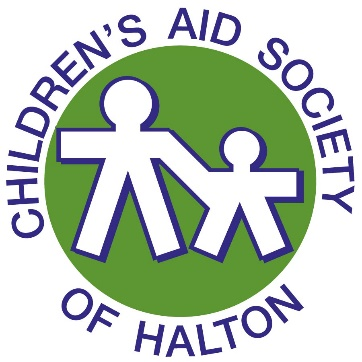 CHILDREN'S AID SOCIETY
OF HALTON